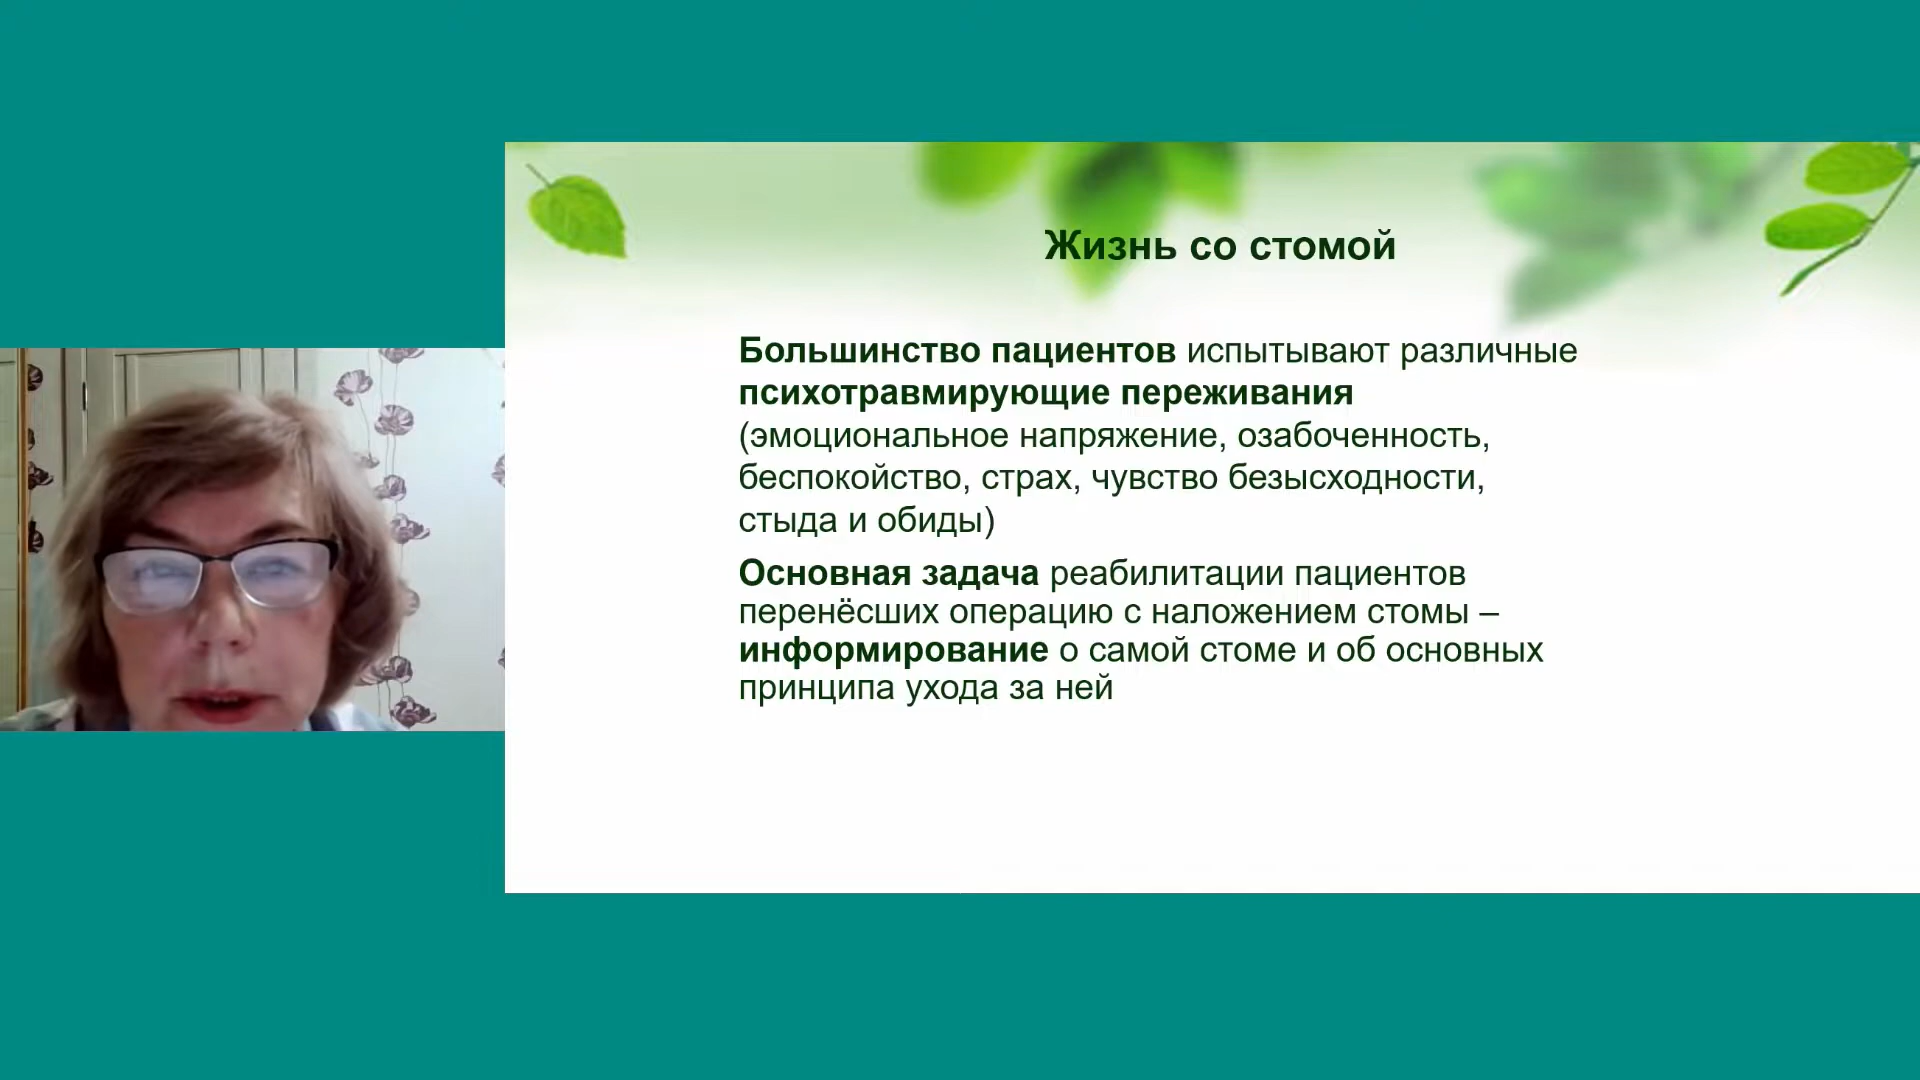 Жизнь со стомой
Большинство пациентов испытывают различные
психотравмирующие переживания
(эмоциональное напряжение, озабоченность,
беспокойство, страх, чувство безысходности,
стыда и обиды)
Основная задача реабилитации пациентов
перенёсших операцию с наложением стомы –
информирование о самой стоме и об основных
принципа ухода за ней